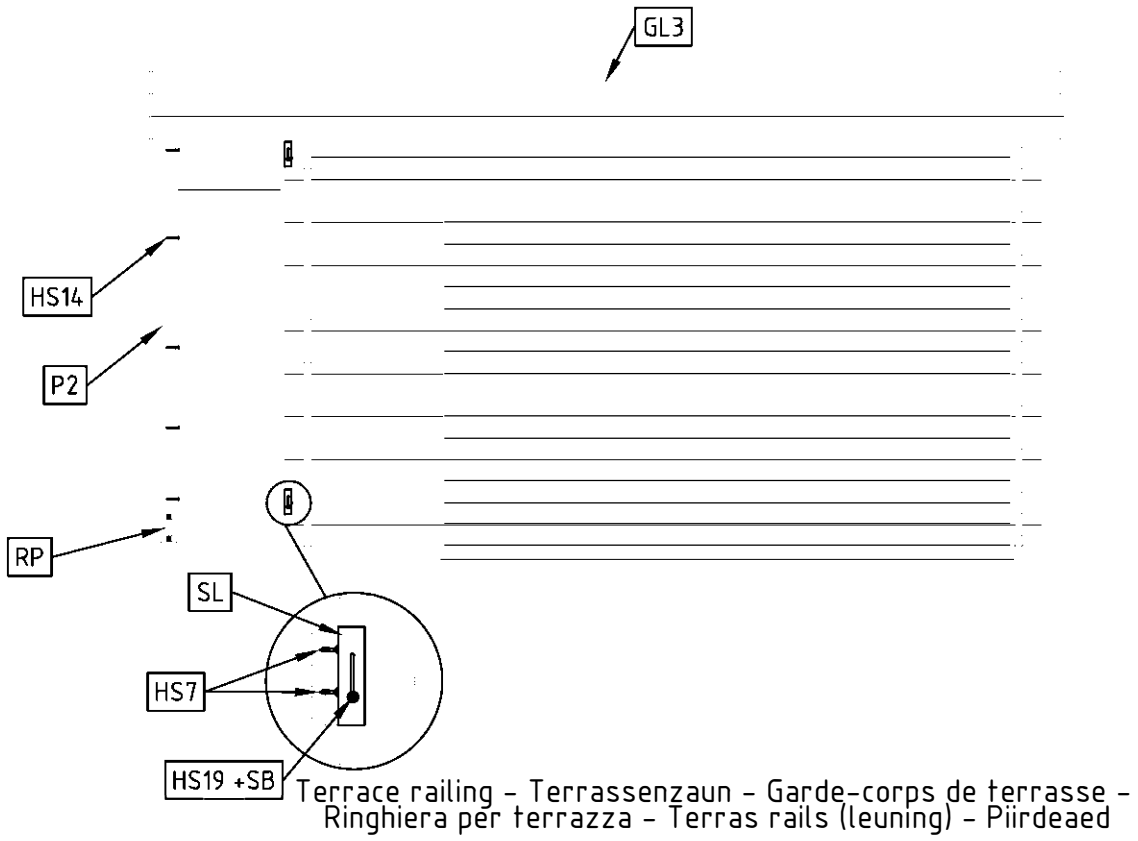 GL3
HS14
P2
RP
SL
HS7
HS19 +SB
Terrace railing - Terrassenzaun - Garde-corps de terrasse -
Ringhiera per terrazza - Terras rails (leuning) - Piirdeaed